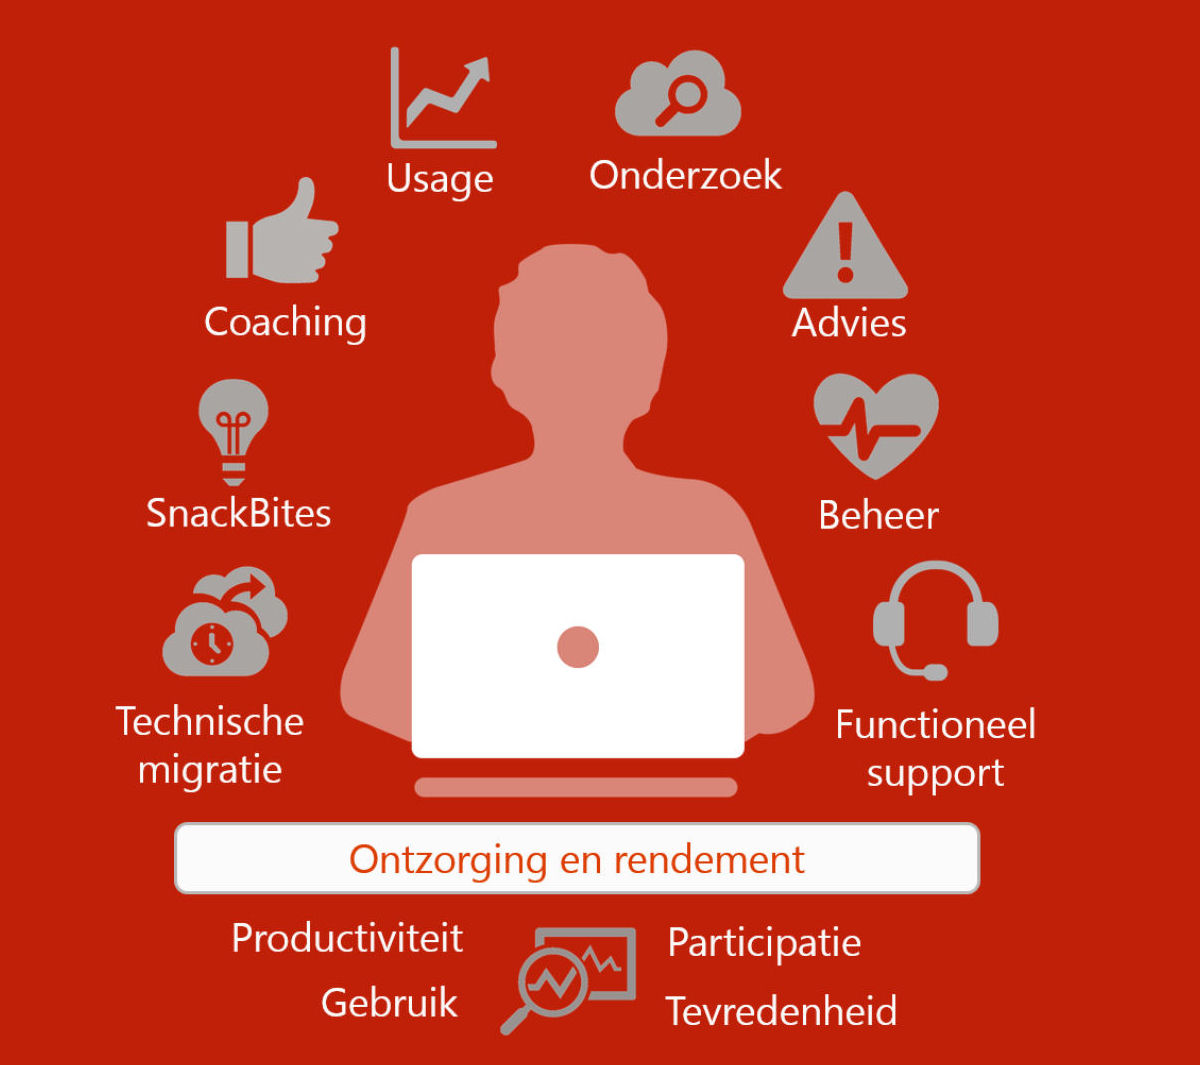 Usage
Onderzoek
Coaching
Advies
SnackBites
Beheer
Technische
migratie
Functioneel
support
Ontzorging en rendement
Productiviteit
Participatie
Gebruik
Tevredenheid